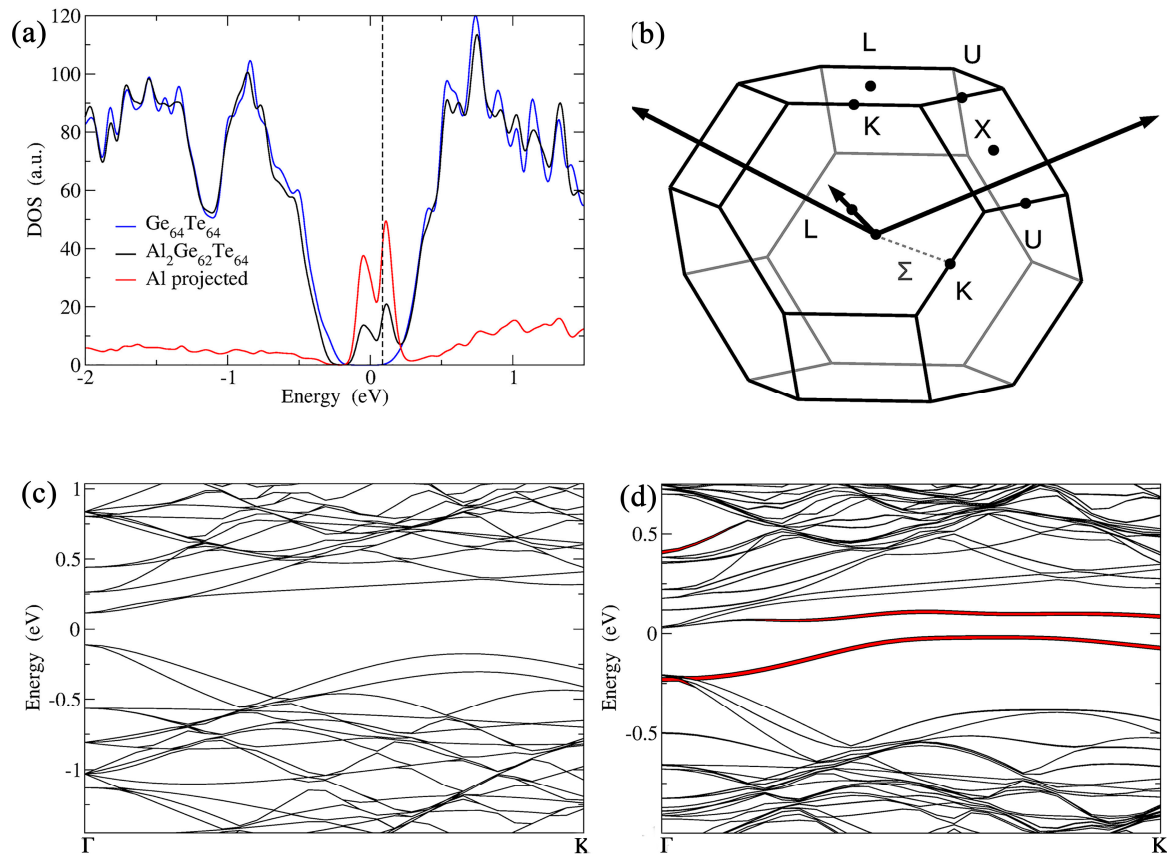 (a)
120
100
80
60
40
20
0
DOS (a.u.)
Ge64Te64
Al2Ge62Te64
Al projected
-2
-1
0
1
Energy (eV)
(b)
L
U
K
X
L
Σ
K
U
(c)
1
0.5
0
-0.5
-1
Energy (eV)
Γ
K
(d)
0.5
0
-0.5
Energy (eV)
Γ
K